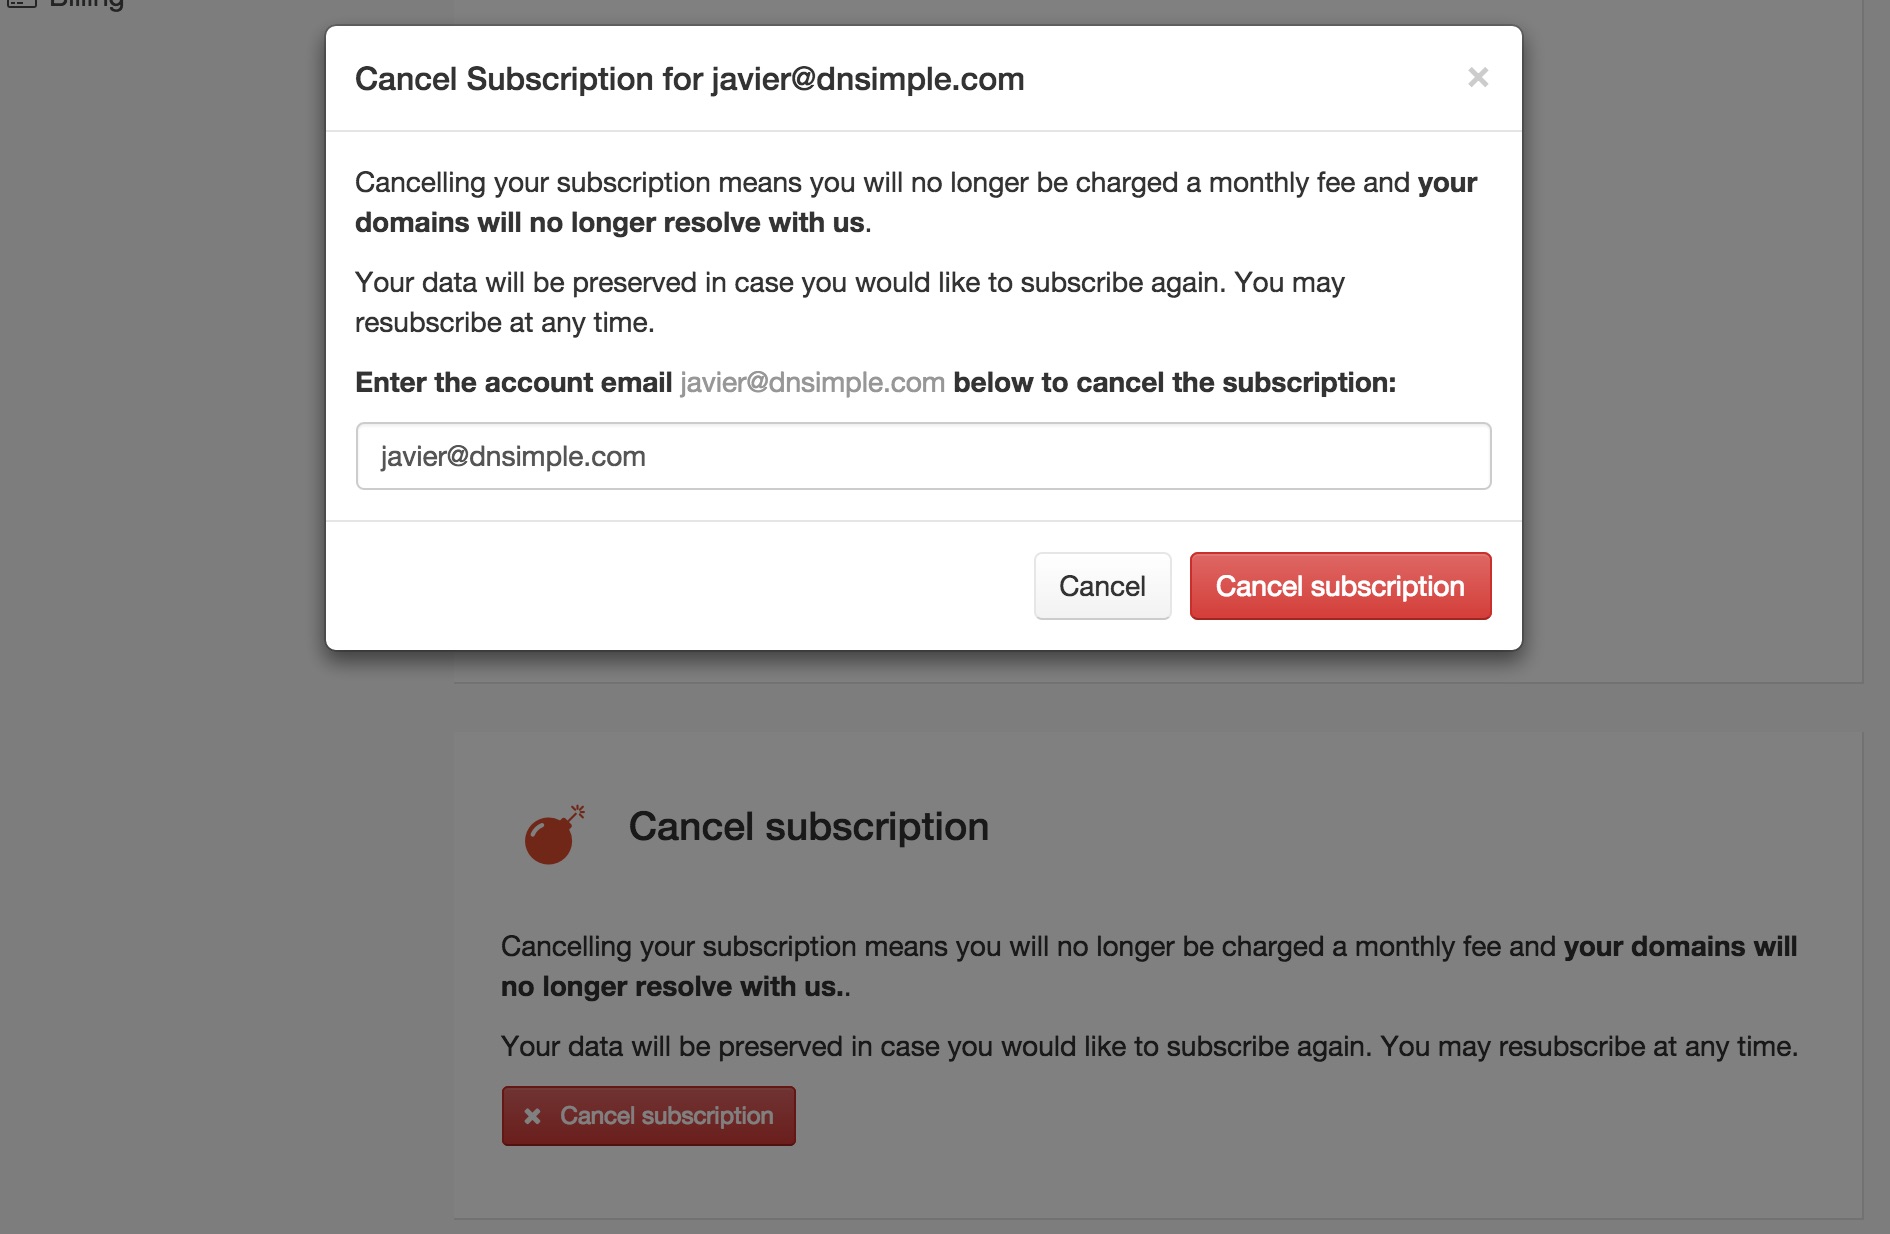 Billing
Cancel Subscription for javier@dnsimple.com
×
Cancelling your subscription means you will no longer be charged a monthly fee and your
domains will no longer resolve with us.
Your data will be preserved in case you would like to subscribe again. You may
resubscribe at any time.
Enter the account email javier@dnsimple.com below to cancel the subscription:
javier@dnsimple.com
Cancel
Cancel subscription
Cancel subscription
Cancelling your subscription means you will no longer be charged a monthly fee and your domains will
no longer resolve with us..
Your data will be preserved in case you would like to subscribe again. You may resubscribe at any time.
Cancel subscription